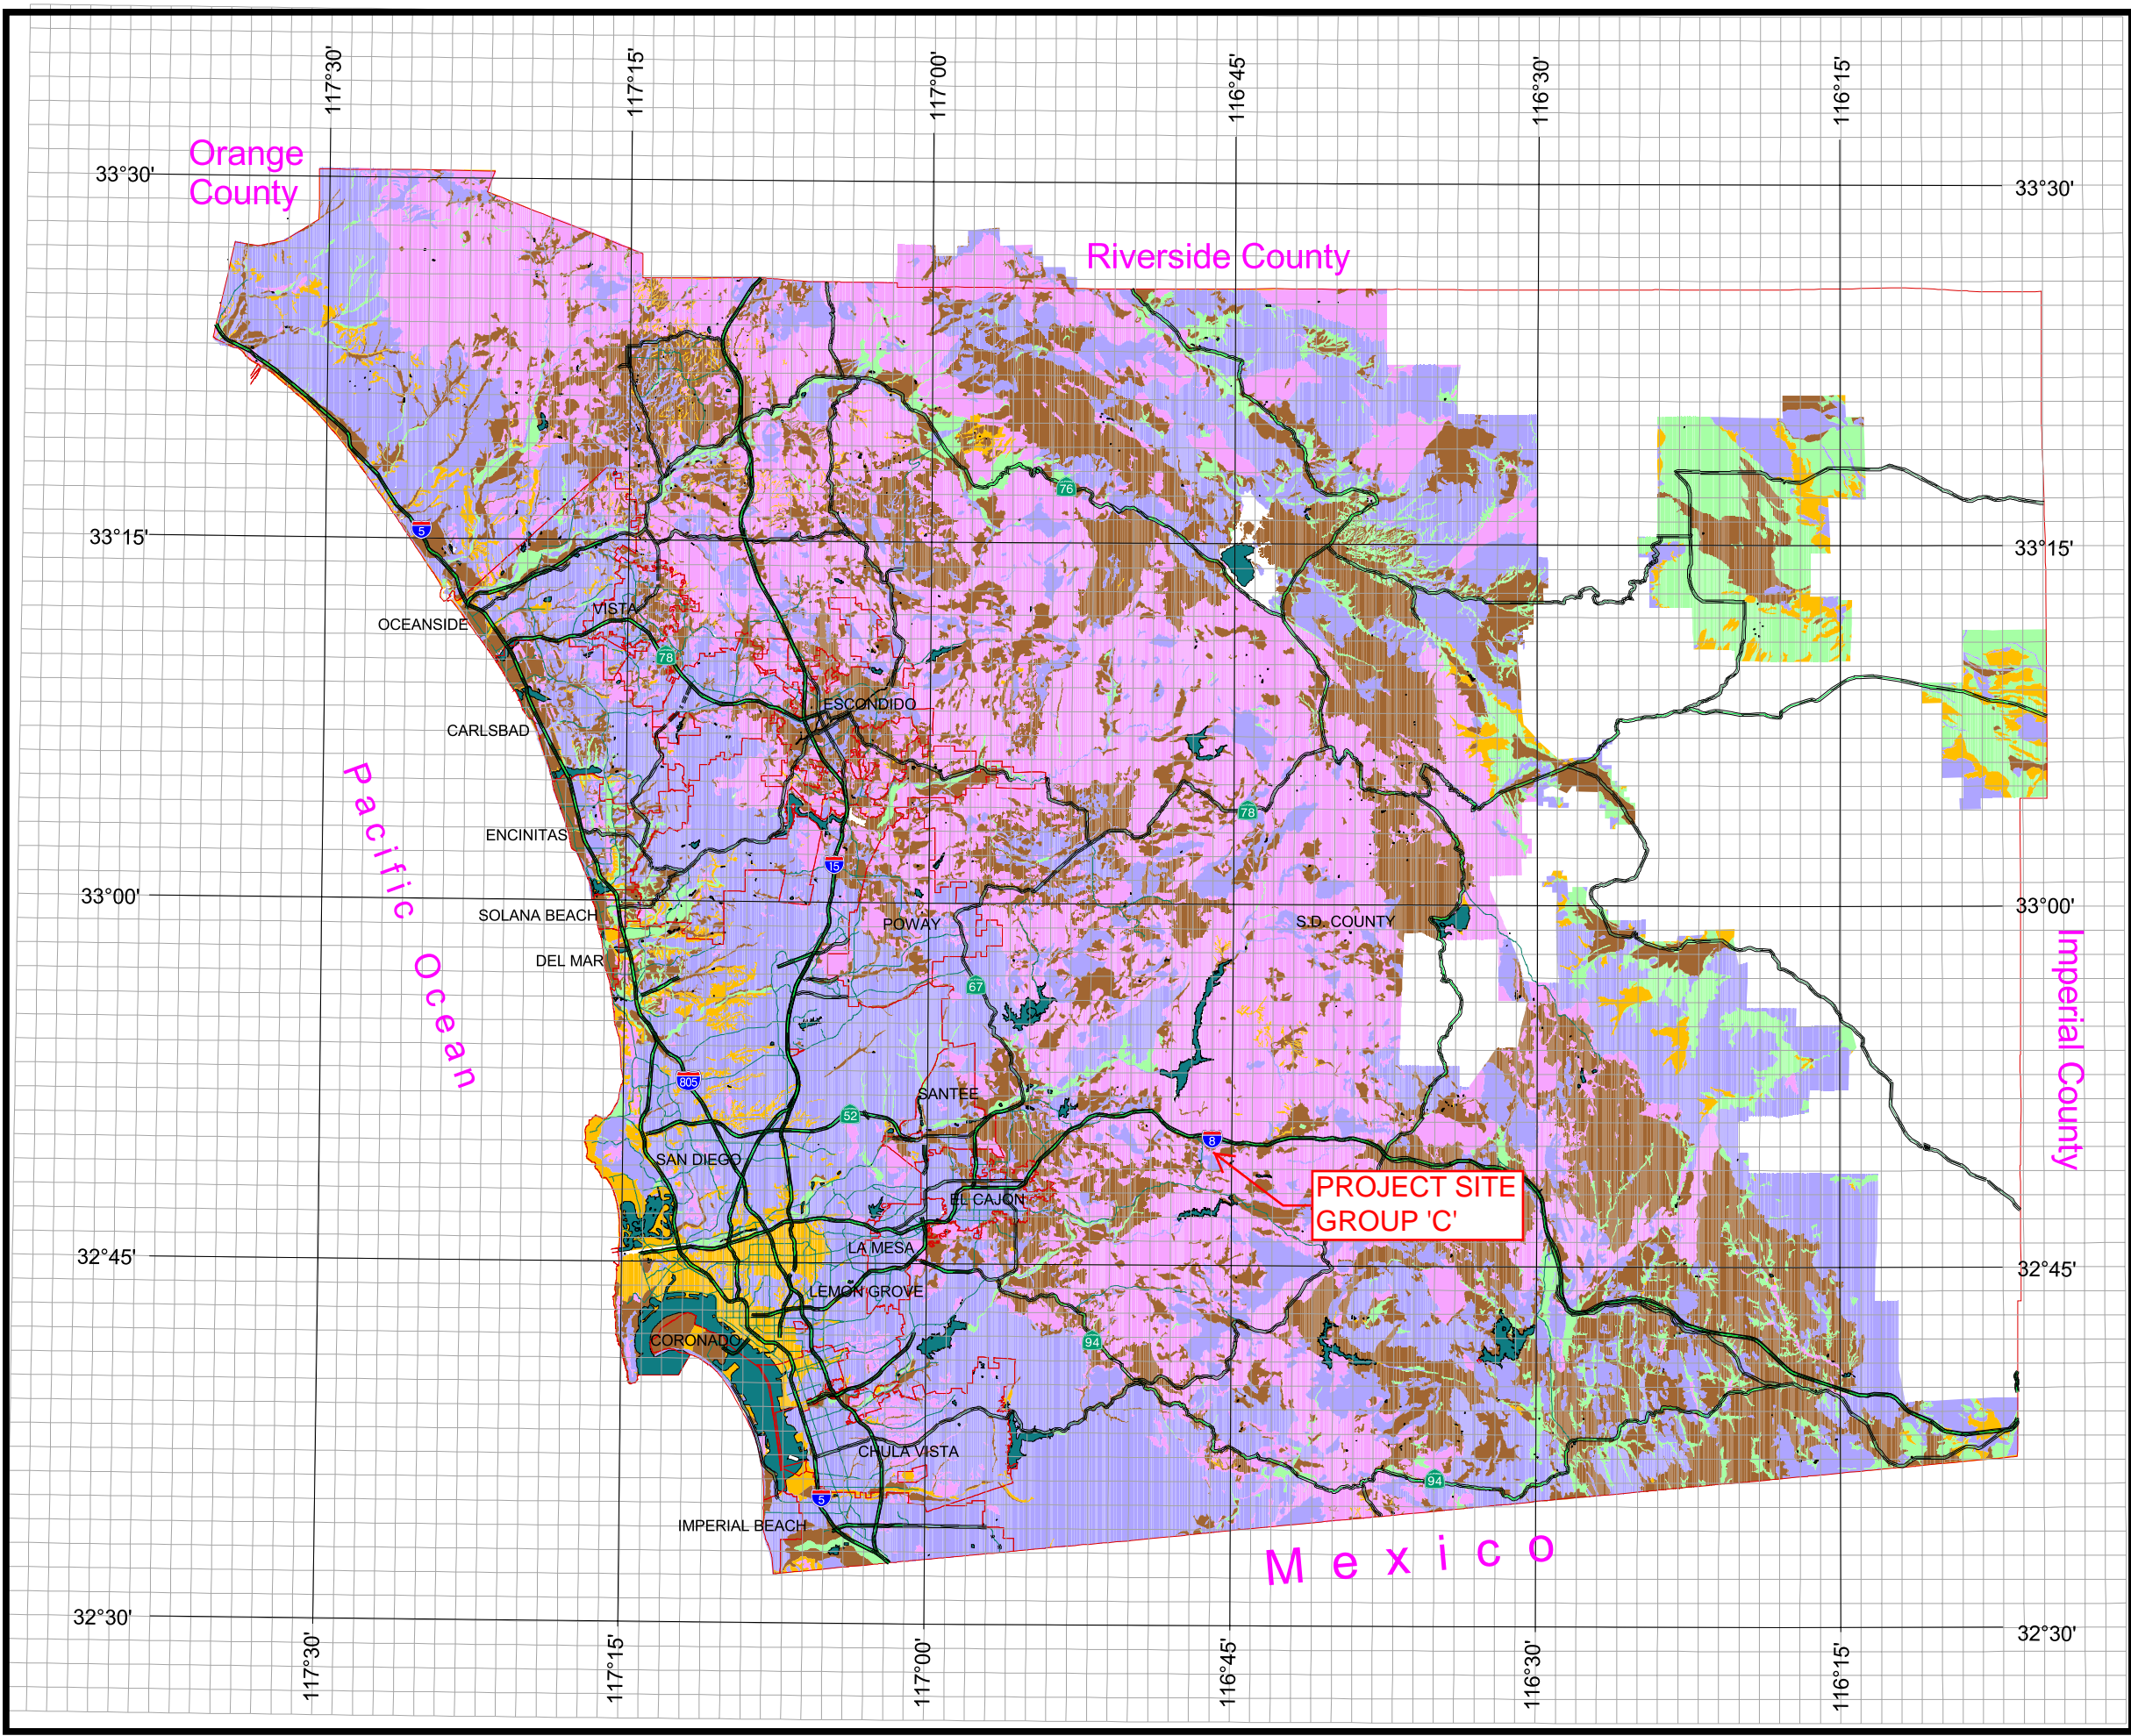 117°30'
117°15'
117°00'
116°45'
116°30'
116°15'
Orange
County
33°30'
33°30'
Riverside County
76
5
33°15'
33°15'
VISTA
OCEANSIDE
78
ESCONDIDO
CARLSBAD
Pacific Ocean
78
ENCINITAS
15
33°00'
33°00'
SOLANA BEACH
POWAY
S.D. COUNTY
DEL MAR
67
Imperial County
805
SANTEE
52
8
SAN DIEGO
PROJECT SITE
GROUP 'C'
EL CAJON
LA MESA
32°45'
32°45'
LEMON GROVE
CORONADO
94
CHULA VISTA
94
5
IMPERIAL BEACH
Mexico
32°30'
32°30'
117°30'
117°15'
117°00'
116°45'
116°30'
116°15'